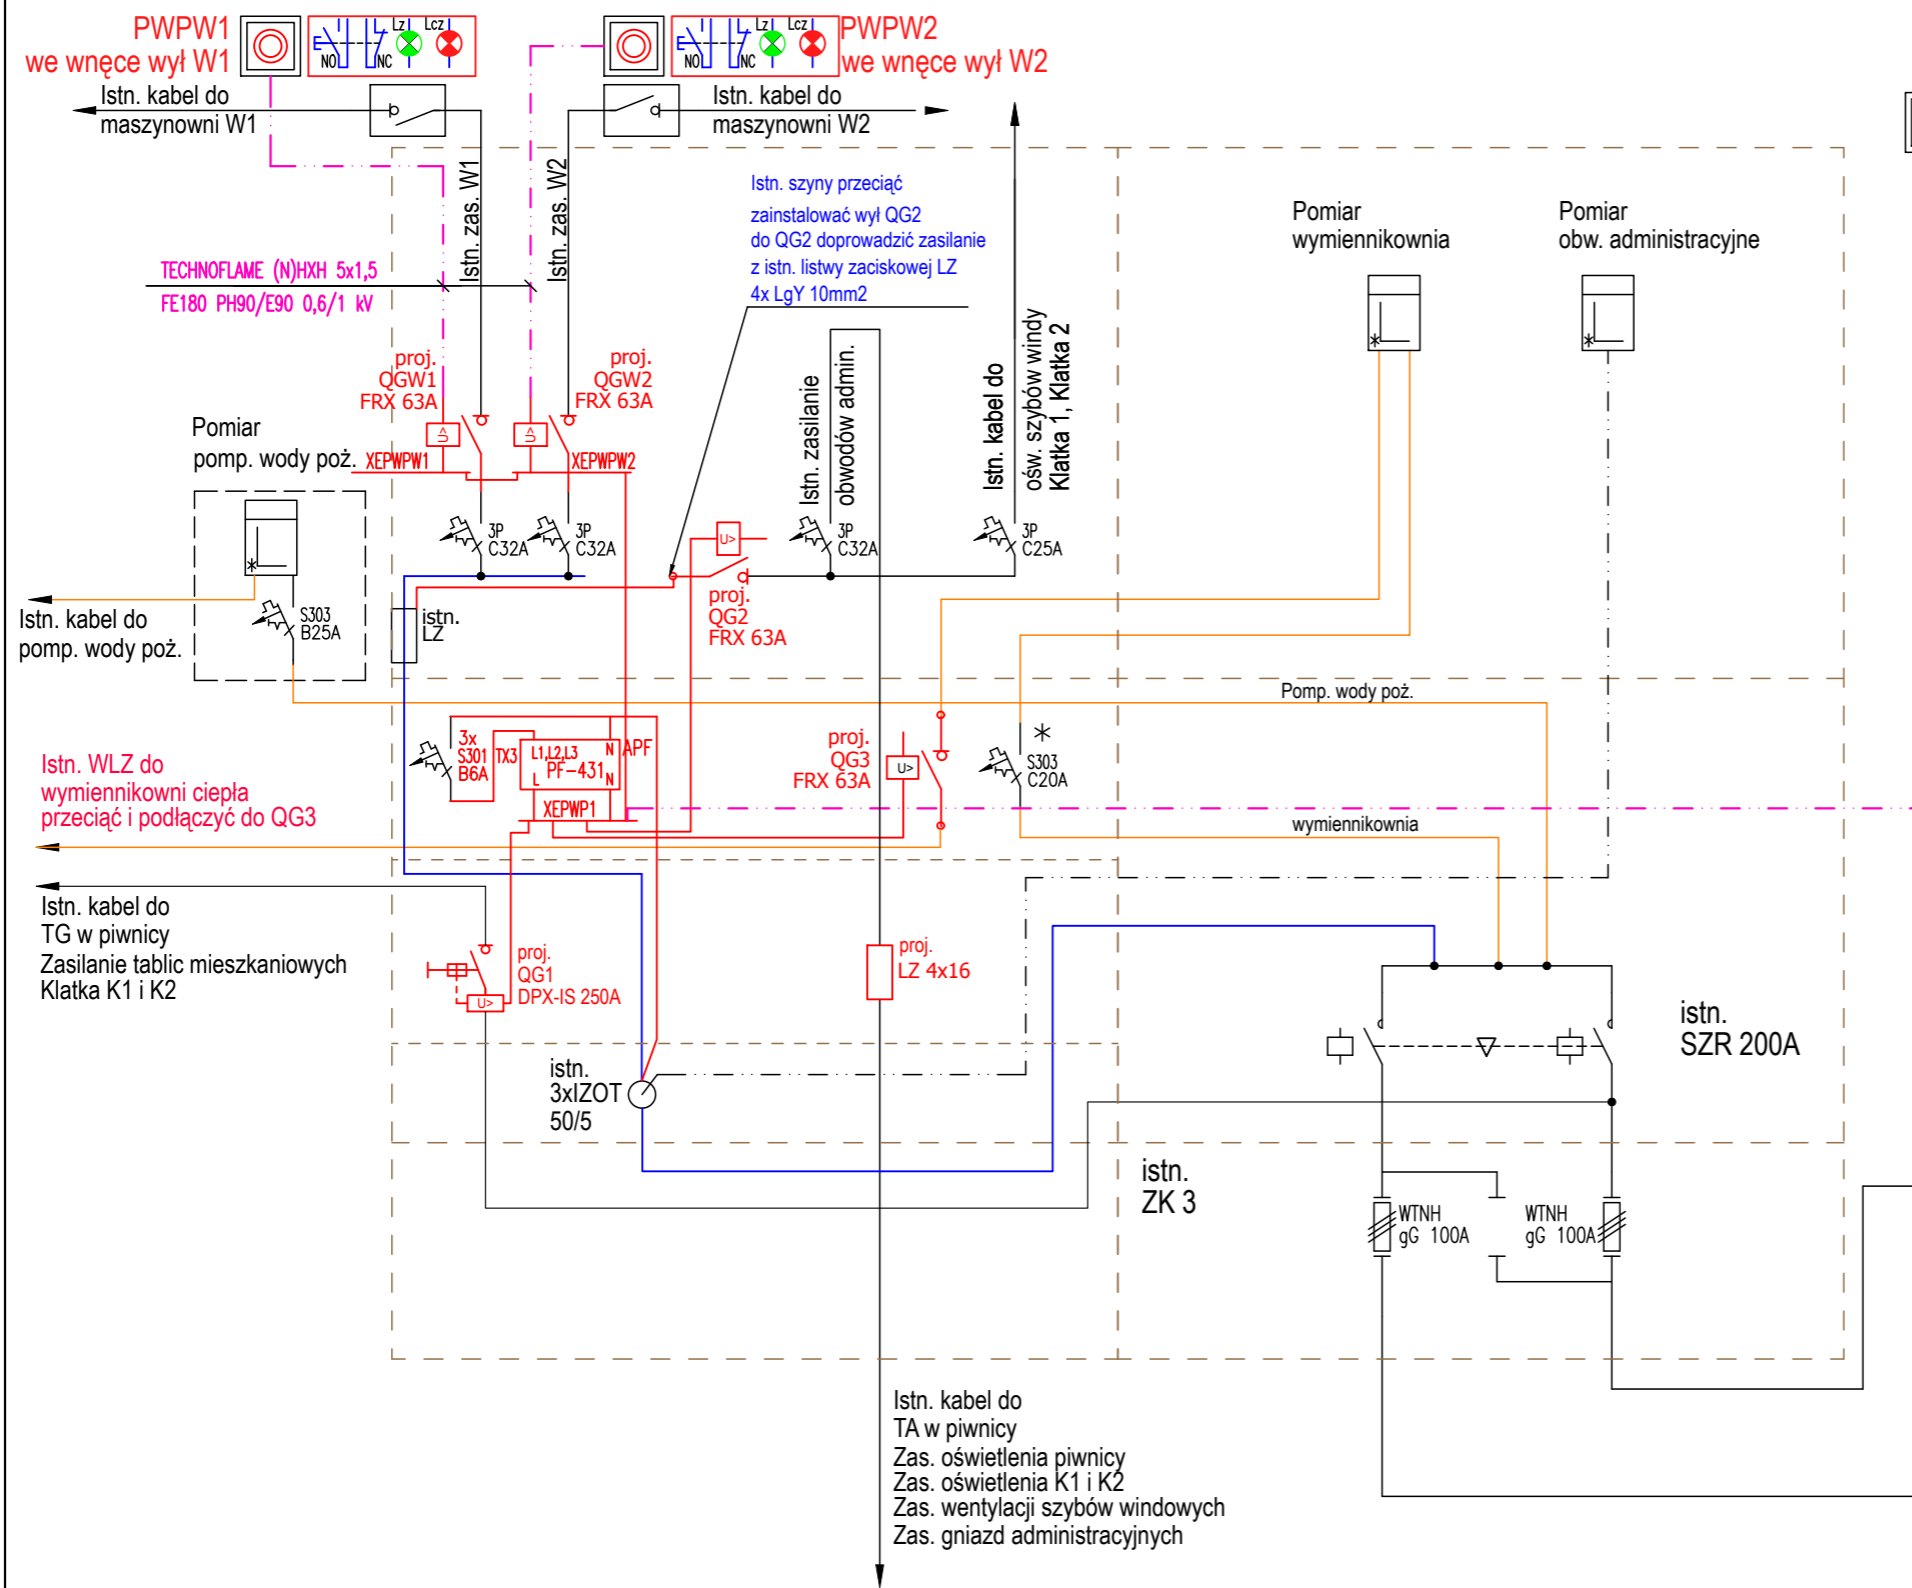 PWPW1
we wnęce wył W1
NO
NC
Lz
Lcz
NO
NC
Lz
Lcz
PWPW2
we wnęce wył W2
Istn. kabel do
maszynowni W1
Istn. kabel do
maszynowni W2
Istn. zas. W1
Istn. zas. W2
Istn. szyny przeciąć
zainstalować wył QG2
do QG2 doprowadzić zasilanie
z istn. listwy zaciskowej LZ
4x LgY 10mm2
Pomiar
wymiennikownia
Pomiar
obw. administracyjne
TECHNOFLAME (N)HXH 5x1,5
FE180 PH90/E90 0,6/1 kV
proj.
QGW1
FRX 63A
proj.
QGW2
FRX 63A
Istn. zasilanie
obwodów admin.
Istn. kabel do
ośw. szybów windy
Klatka 1, Klatka 2
Pomiar
pomp. wody poż.
XEPWPW1
XEPWPW2
3P
C32A
3P
C32A
U>
3P
C32A
3P
C25A
Istn. kabel do
pomp. wody poż.
S303
B25A
istn.
LZ
proj.
QG2
FRX 63A
Pomp. wody poż.
3x
S301
B6A
TX3
L1,L2,L3
N
L
PF-431
N
APF
XEPWP1
proj.
QG3
FRX 63A
U>
*
S303
C20A
Istn. WLZ do
wymiennikowni ciepła
przeciąć i podłączyć do QG3
wymiennikownia
Istn. kabel do
TG w piwnicy
Zasilanie tablic mieszkaniowych
Klatka K1 i K2
proj.
QG1
DPX-IS 250A
U>
proj.
LZ 4x16
istn.
SZR 200A
istn.
3xIZOT
50/5
istn.
ZK 3
WTNH
gG 100A
WTNH
gG 100A
Istn. kabel do
TA w piwnicy
Zas. oświetlenia piwnicy
Zas. oświetlenia K1 i K2
Zas. wentylacji szybów windowych
Zas. gniazd administracyjnych